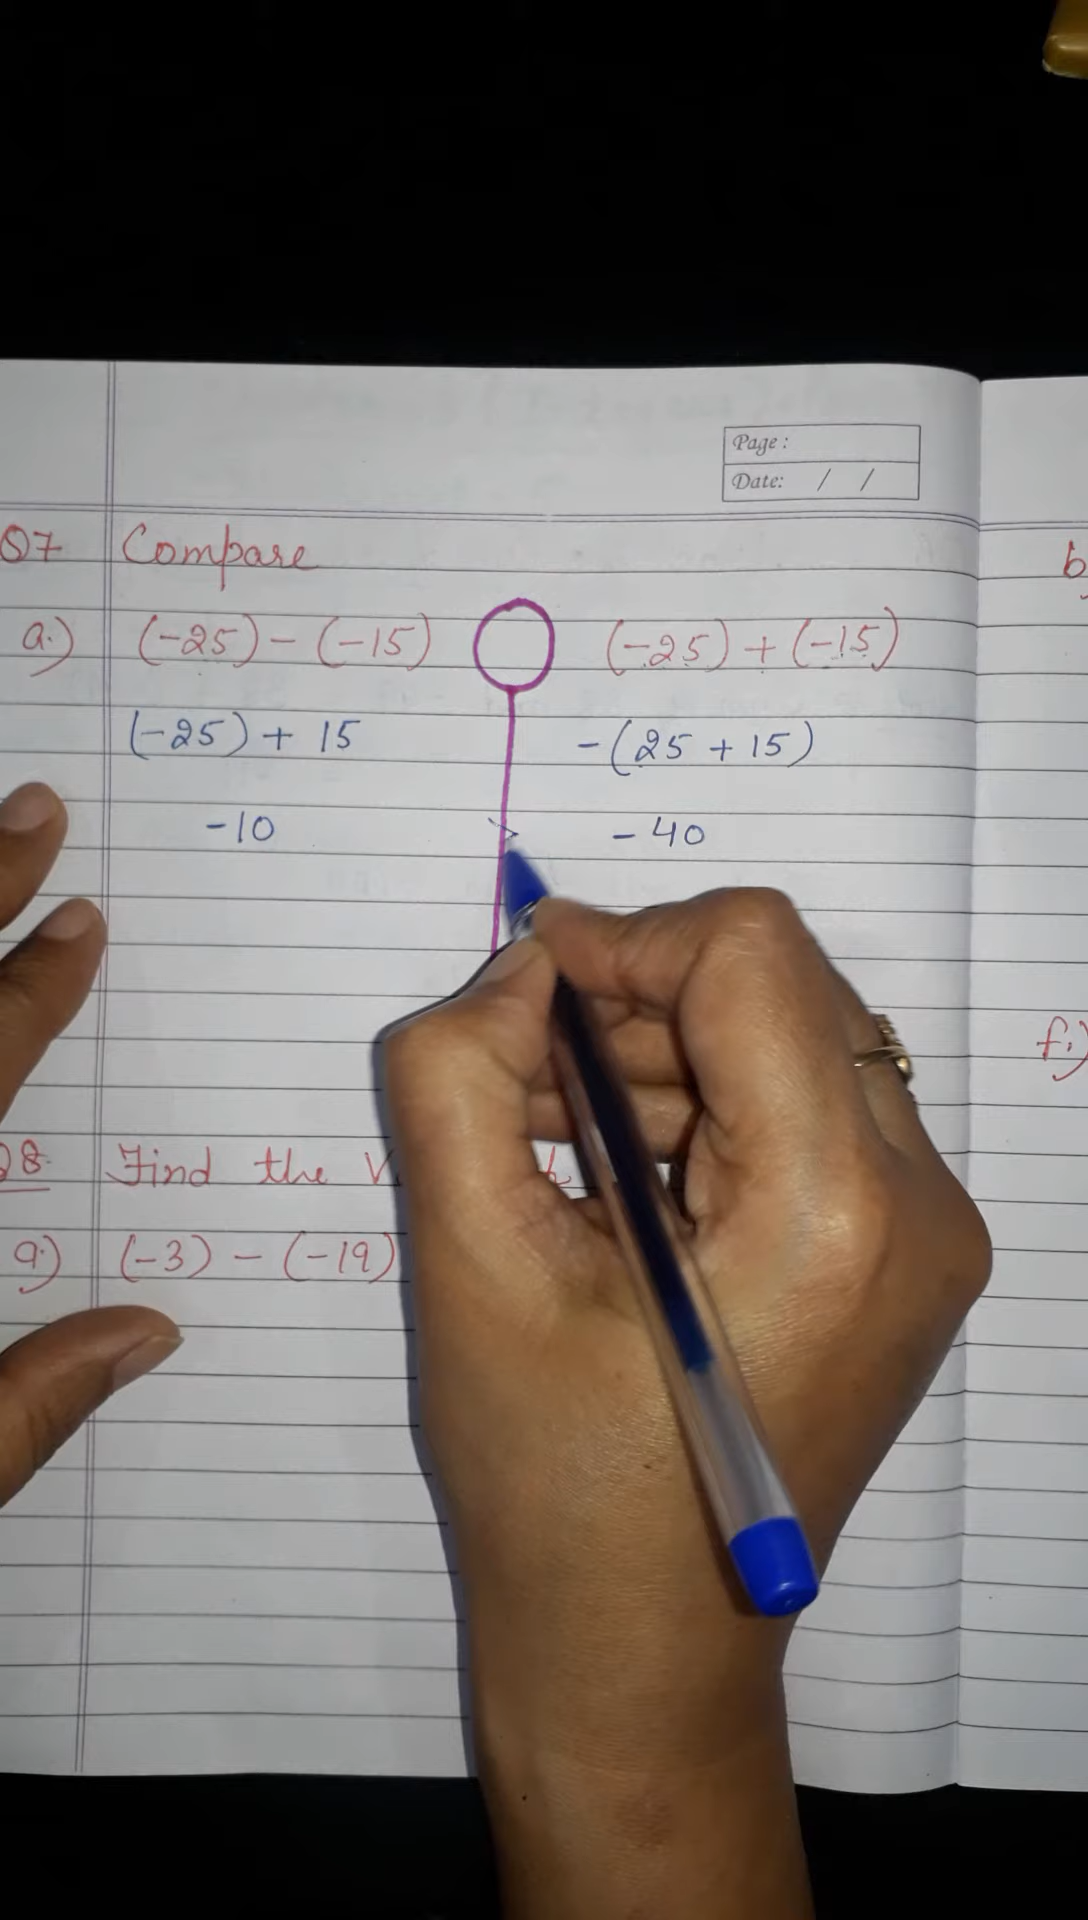 Page :
Date: / /
Q7 Compare
a.) (-25) - (-15) (-25) + (-15)
(-25) + 15 -(25 + 15)
-10 > -40
Q8. Find the
a.) (-3) - (-19)
b
f.)